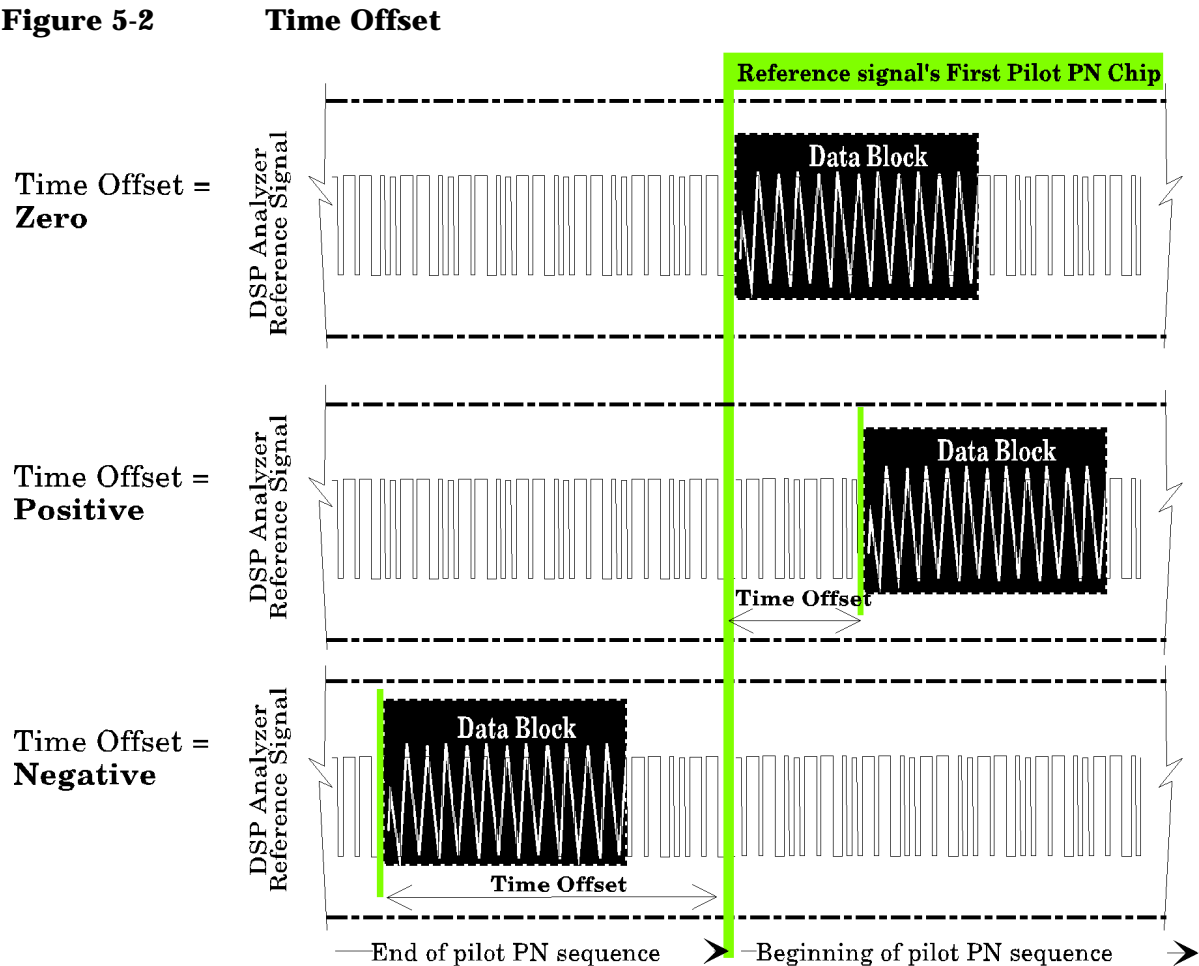 Figure 5-2 Time Offset
Reference signal's First Pilot PN Chip
Time Offset =
Zero
DSP Analyzer
Reference Signal
Data Block
Time Offset =
Positive
DSP Analyzer
Reference Signal
Data Block
Time Offset
Time Offset =
Negative
DSP Analyzer
Reference Signal
Data Block
Time Offset
End of pilot PN sequence
Beginning of pilot PN sequence